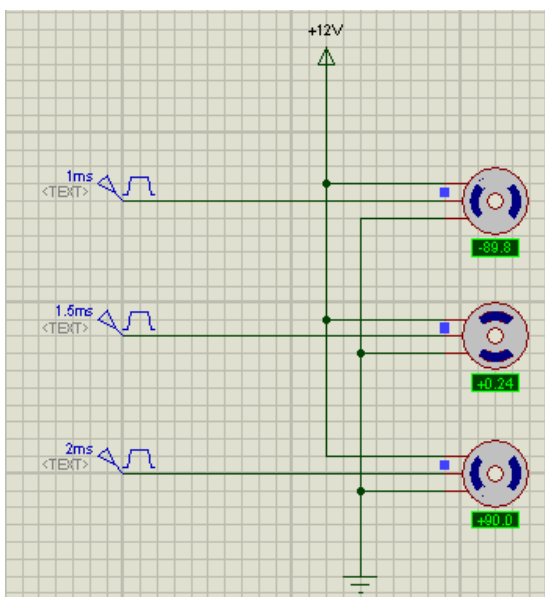 +12V
1ms
<TEXT>
-89.8
1.5ms
<TEXT>
+0.24
2ms
<TEXT>
+90.0